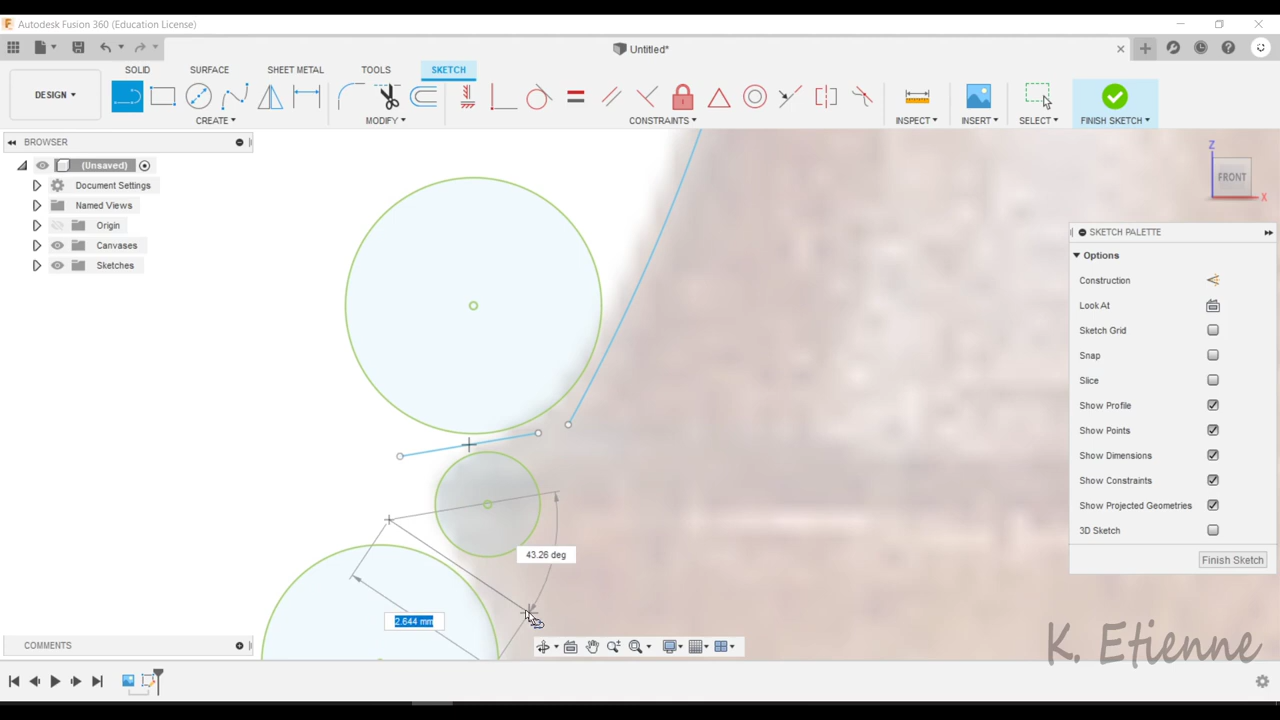 Autodesk Fusion 360 (Education License)
Untitled*
SOLID SURFACE SHEET METAL TOOLS SKETCH
DESIGN
CREATE MODIFY CONSTRAINTS INSPECT INSERT SELECT FINISH SKETCH
BROWSER
(Unsaved)
Document Settings
Named Views
Origin
Canvases
Sketches
Z
FRONT
X
SKETCH PALETTE
Options
Construction
Look At
Sketch Grid
Snap
Slice
Show Profile
Show Points
Show Dimensions
Show Constraints
Show Projected Geometries
3D Sketch
Finish Sketch
43.26 deg
2.644 mm
COMMENTS
K. Etienne